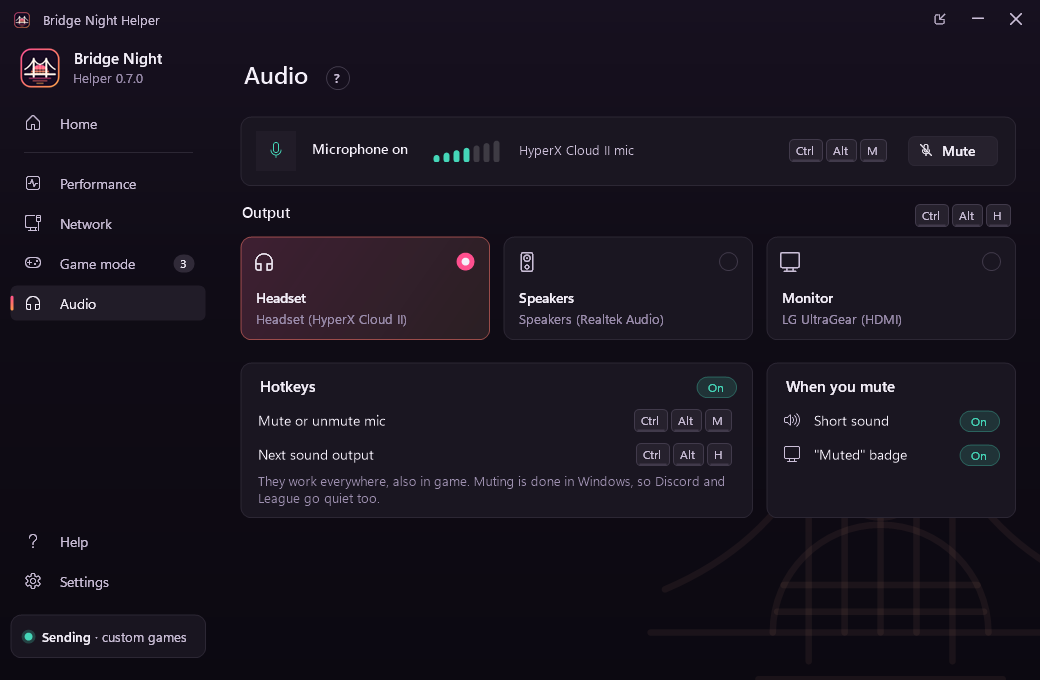 Bridge Night Helper
Bridge Night
Helper 0.7.0
Home
Performance
Network
Game mode 3
Audio
Help
Settings
Sending · custom games
Audio ?
Microphone on
HyperX Cloud II mic
Ctrl Alt M
Mute
Output
Ctrl Alt H
Headset
Headset (HyperX Cloud II)
Speakers
Speakers (Realtek Audio)
Monitor
LG UltraGear (HDMI)
Hotkeys On
Mute or unmute mic Ctrl Alt M
Next sound output Ctrl Alt H
They work everywhere, also in game. Muting is done in Windows, so Discord and
League go quiet too.
When you mute
Short sound On
"Muted" badge On